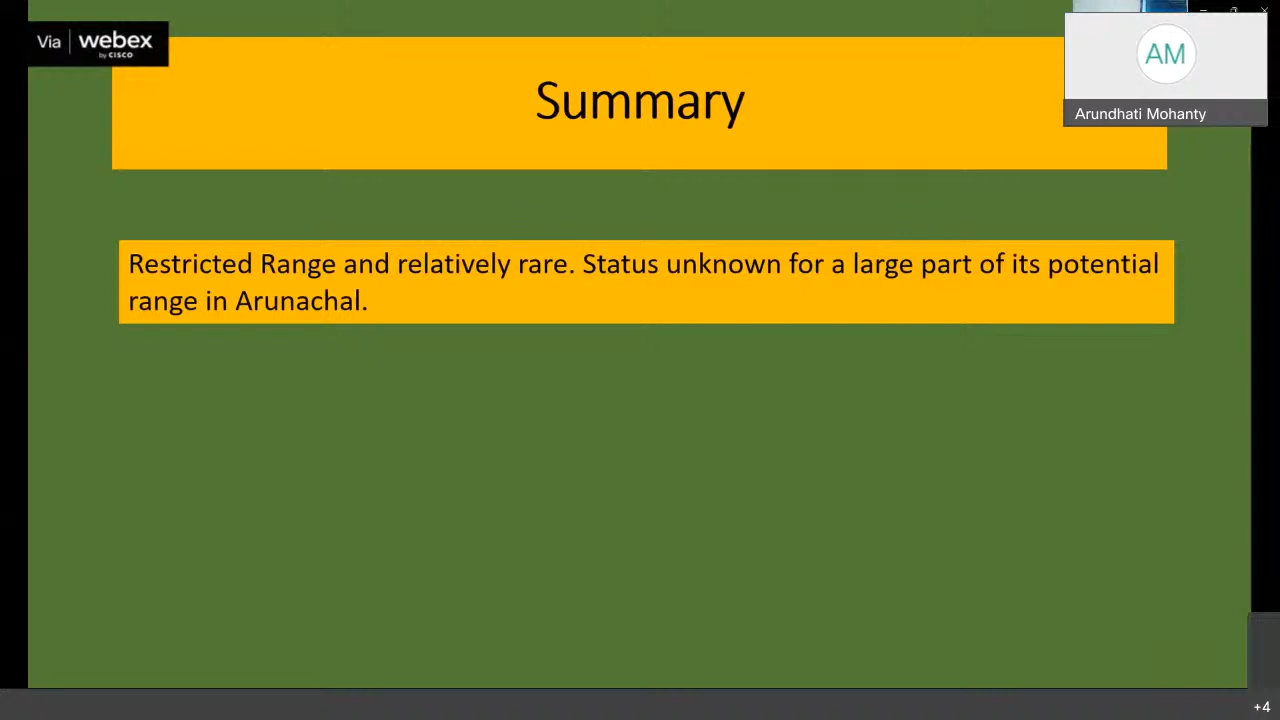 Via webex
by CISCO
AM
Arundhati Mohanty
Summary
Restricted Range and relatively rare. Status unknown for a large part of its potential
range in Arunachal.
+4